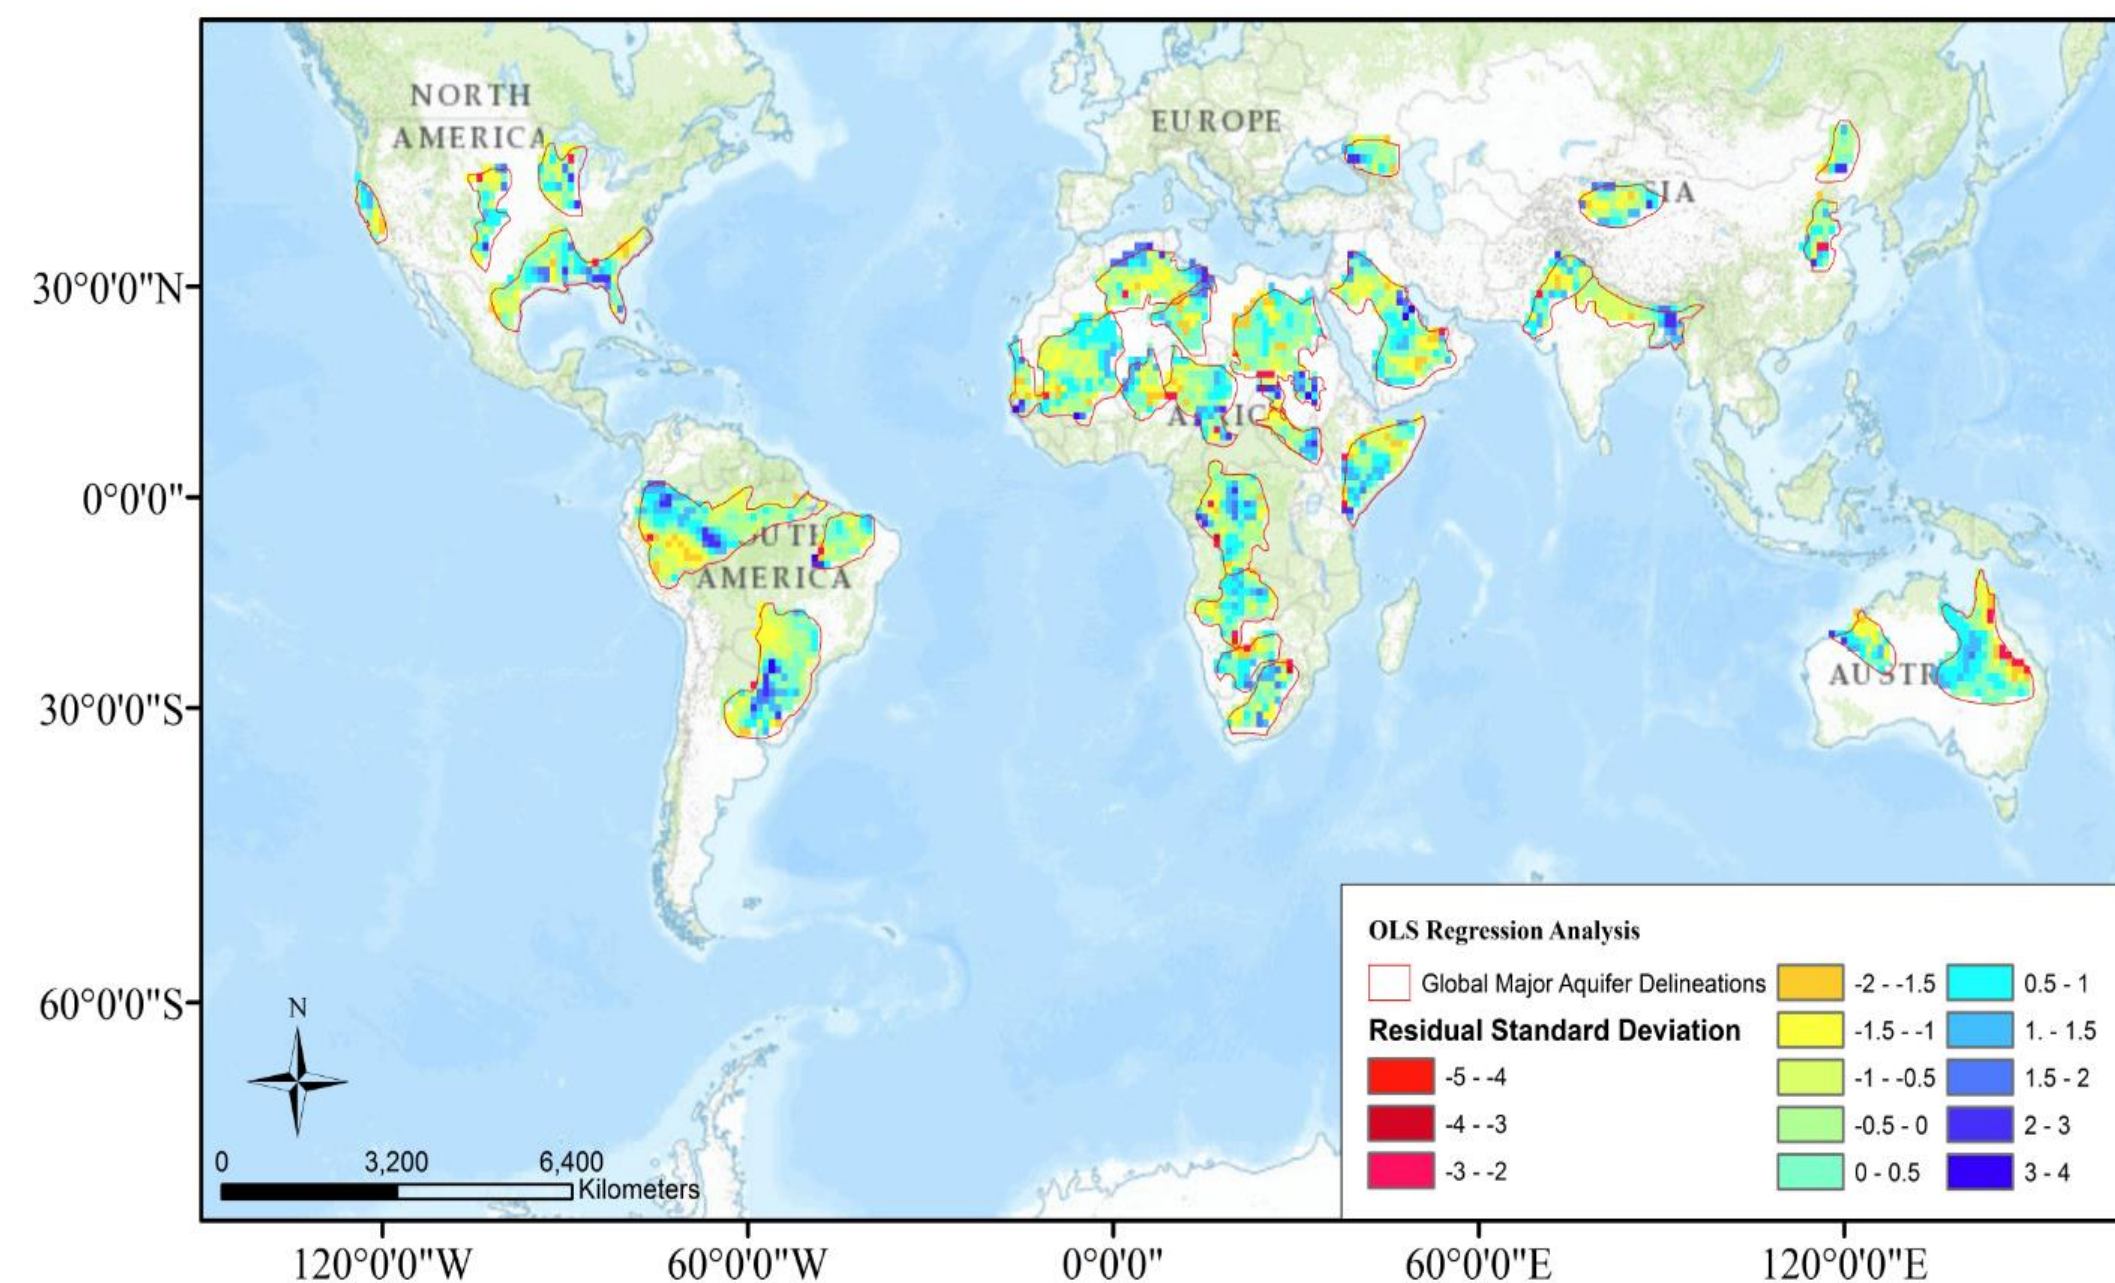 NORTH
AMERICA
EUROPE
SIA
30°0'0"N
AFRIC
0°0'0"
OUTH
AMERICA
AUSTR
30°0'0"S
60°0'0"S
N
0 3,200 6,400
Kilometers
OLS Regression Analysis
Global Major Aquifer Delineations
Residual Standard Deviation
-5 - -4
-4 - -3
-3 - -2
-2 - -1.5
-1.5 - -1
-1 - -0.5
-0.5 - 0
0 - 0.5
0.5 - 1
1. - 1.5
1.5 - 2
2 - 3
3 - 4
120°0'0"W 60°0'0"W 0°0'0" 60°0'0"E 120°0'0"E